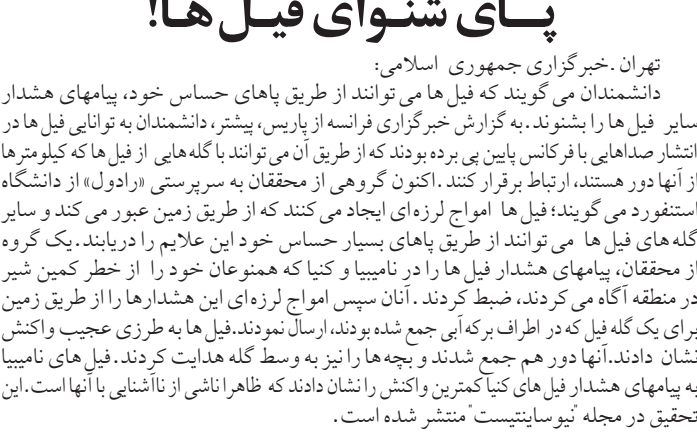 پـــای شنـوای فیـل هـا!
تهران .خبرگزاری جمهوری اسلامی:
دانشمندان می گویند که فیل ها می توانند از طریق پاهای حساس خود، پیامهای هشدار
سایر فیل ها را بشنوند .به گزارش خبرگزاری فرانسه از پاریس، پیشتر، دانشمندان به توانایی فیل ها در
انتشار صداهایی با فرکانس پایین پی برده بودند که از طریق آن می توانند با گله هایی از فیل ها که کیلومترها
از آنها دور هستند، ارتباط برقرار کنند .اکنون گروهی از محققان به سرپرستی «رادول» از دانشگاه
استنفورد می گویند؛ فیل ها امواج لرزه ای ایجاد می کنند که از طریق زمین عبور می کند و سایر
گله های فیل ها می توانند از طریق پاهای بسیار حساس خود این علایم را دریابند .یک گروه
از محققان، پیامهای هشدار فیل ها را در نامیبیا و کنیا که همنوعان خود را از خطر کمین شیر
در منطقه آگاه می کردند، ضبط کردند .آنان سپس امواج لرزه ای این هشدارها را از طریق زمین
برای یک گله فیل که در اطراف برکه آبی جمع شده بودند، ارسال نمودند.فیل ها به طرزی عجیب واکنش
نشان دادند.آنها دور هم جمع شدند و بچه ها را نیز به وسط گله هدایت کردند .فیل های نامیبیا
به پیامهای هشدار فیل های کنیا کمترین واکنش را نشان دادند که ظاهرا ناشی از ناآشنایی با آنها است .این
تحقیق در مجله "نیوساینتیست" منتشر شده است .